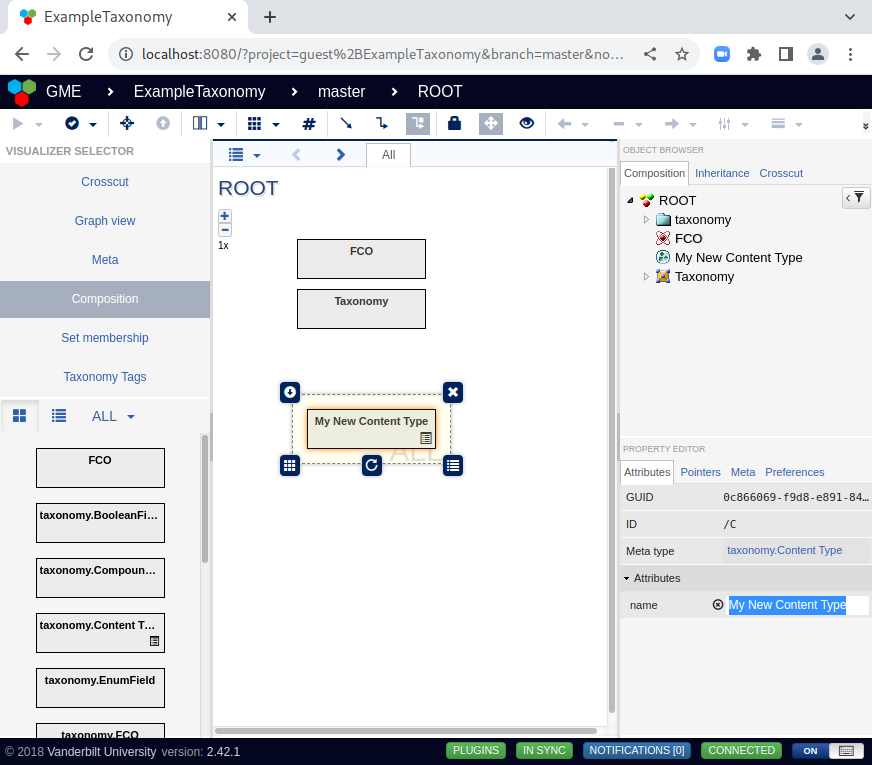 ExampleTaxonomy
localhost:8080/?project=guest%2BExampleTaxonomy&branch=master&no...
GME ExampleTaxonomy master ROOT
VISUALIZER SELECTOR
Crosscut
Graph view
Meta
Composition
Set membership
Taxonomy Tags
ALL
FCO
taxonomy.BooleanFi...
taxonomy.Compoun...
taxonomy.Content T...
taxonomy.EnumField
taxonomy.FCO
All
ROOT
1x
FCO
Taxonomy
My New Content Type
ALL
OBJECT BROWSER
Composition Inheritance Crosscut
ROOT
taxonomy
FCO
My New Content Type
Taxonomy
PROPERTY EDITOR
Attributes Pointers Meta Preferences
GUID 0c866069-f9d8-e891-84...
ID /C
Meta type taxonomy.Content Type
Attributes
name My New Content Type
© 2018 Vanderbilt University version: 2.42.1
PLUGINS IN SYNC NOTIFICATIONS [0] CONNECTED ON